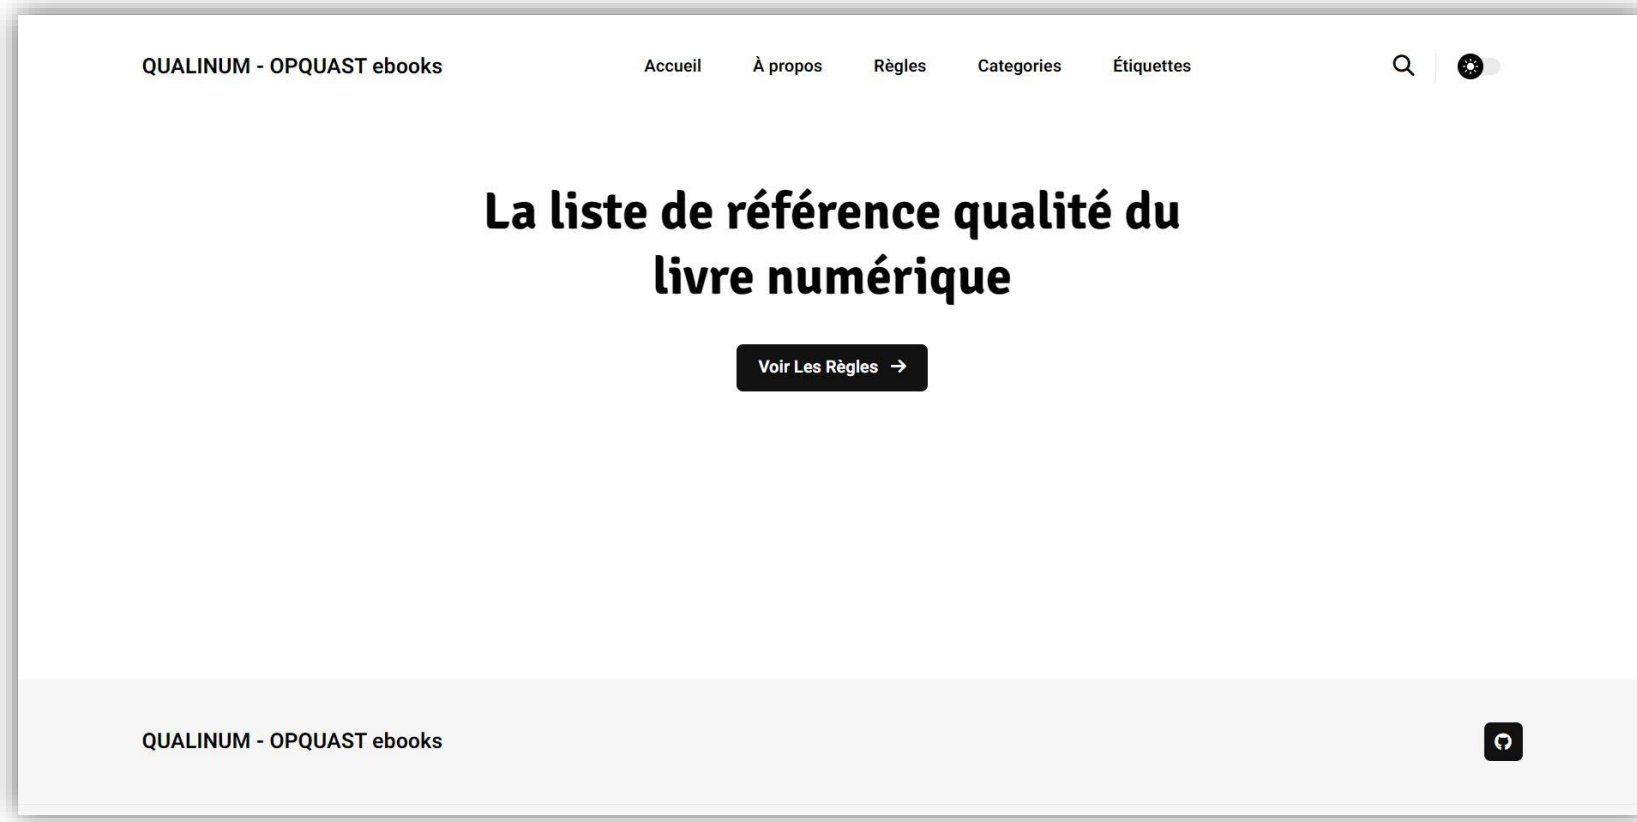 QUALINUM - OPQUAST ebooks
Accueil
À propos
Règles
Categories
Étiquettes
La liste de référence qualité du
livre numérique
Voir Les Règles
QUALINUM - OPQUAST ebooks